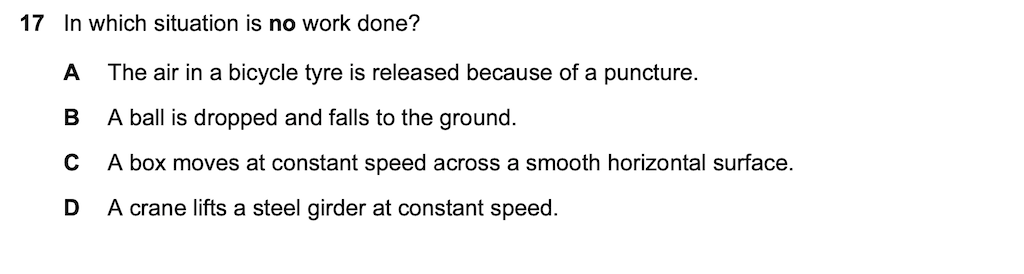 17 In which situation is no work done?
A The air in a bicycle tyre is released because of a puncture.
B A ball is dropped and falls to the ground.
C A box moves at constant speed across a smooth horizontal surface.
D A crane lifts a steel girder at constant speed.